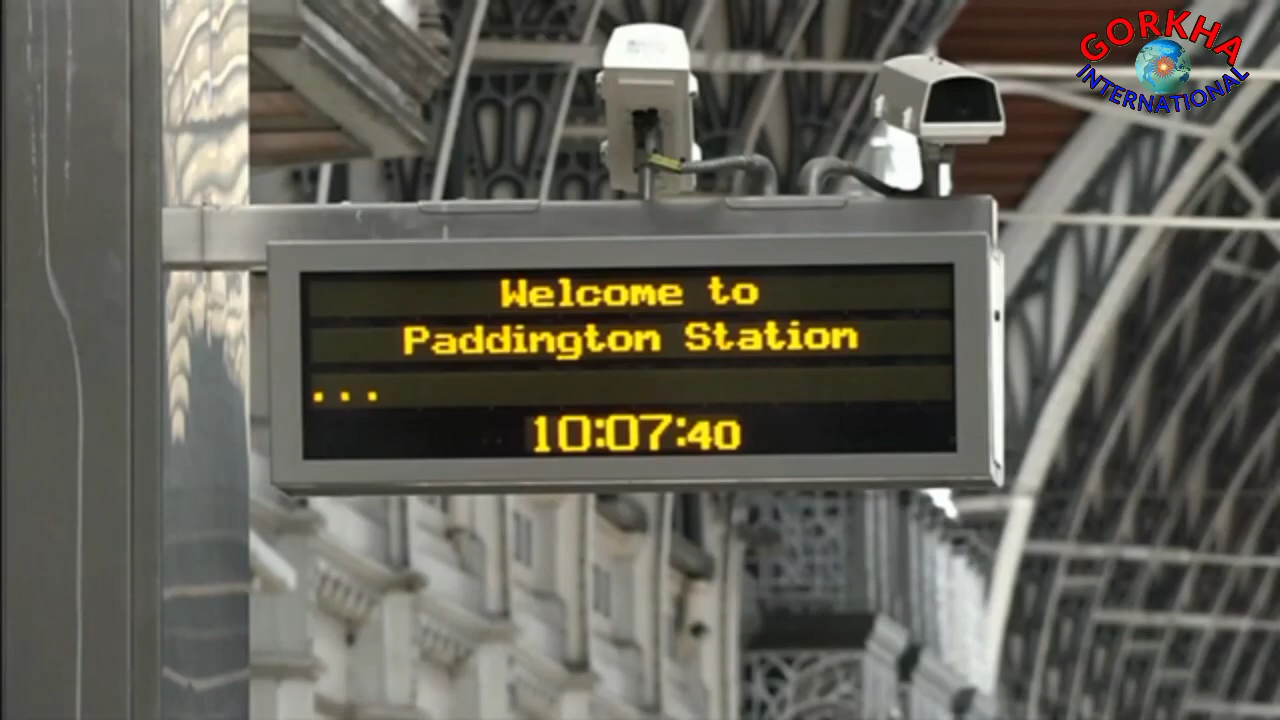 GORKHA
INTERNATIONAL
Welcome to
Paddington Station
...
10:07:40